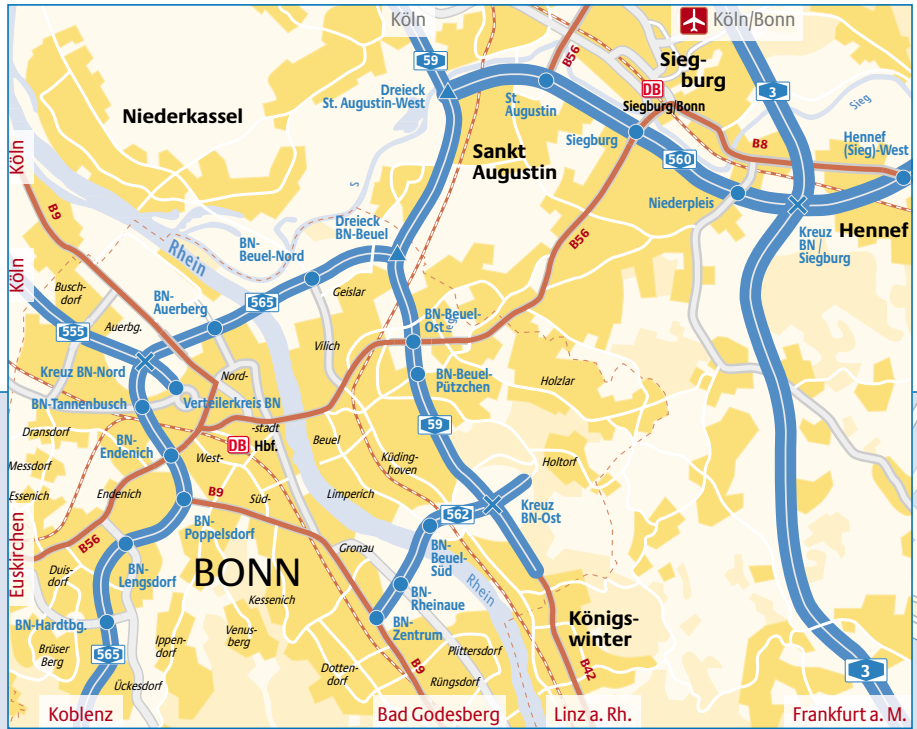 Köln
Köln/Bonn
59
B56
Sieg-
burg
Dreieck
St. Augustin-West
DB
Siegburg/Bonn
3
Sieg
St.
Augustin
Niederkassel
Siegburg
B8
Hennef
(Sieg)-West
Sankt
Augustin
560
Köln
S
Niederpleis
B9
Dreieck
BN-Beuel
Kreuz
BN /
Siegburg
Hennef
Rhein
BN-
Beuel-Nord
B56
Köln
Busch-
dorf
BN-
Auerberg
565
Geislar
555
Auerbg.
BN-Beuel-
Ost
Vilich
Kreuz BN-Nord
Nord-
BN-Beuel-
Pützchen
Holzlar
BN-Tannenbusch
Verteilerkreis BN
59
-stadt
Dransdorf
DB
Hbf.
Beuel
BN-
Endenich
West-
Küding-
hoven
Holtorf
Messdorf
Essenich
Endenich
B9
Süd-
Limperich
562
Kreuz
BN-Ost
BN-
Poppelsdorf
Euskirchen
B56
Gronau
BN-
Beuel-
Süd
Duis-
dorf
BN-
Lengsdorf
BONN
Rhein
BN-
Rheinaue
Kessenich
BN-Hardtbg.
BN-
Zentrum
Königs-
winter
Venus-
berg
Brüser
Berg
565
Ippen-
dorf
Plittersdorf
Dotten-
dorf
B9
B42
3
Ückesdorf
Rüngsdorf
Koblenz
Bad Godesberg
Linz a. Rh.
Frankfurt a. M.